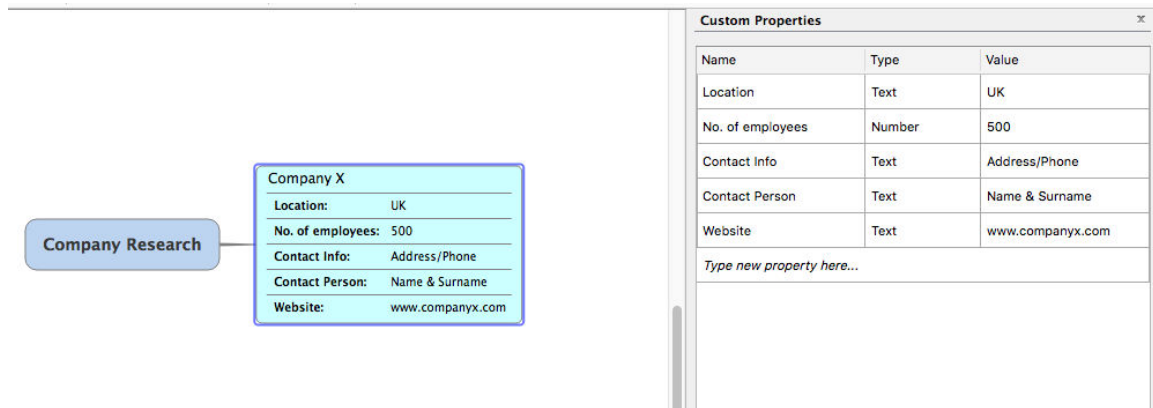 Company Research
Company X
Location: UK
No. of employees: 500
Contact Info: Address/Phone
Contact Person: Name & Surname
Website: www.companyx.com
Custom Properties
Name Type Value
Location Text UK
No. of employees Number 500
Contact Info Text Address/Phone
Contact Person Text Name & Surname
Website Text www.companyx.com
Type new property here...